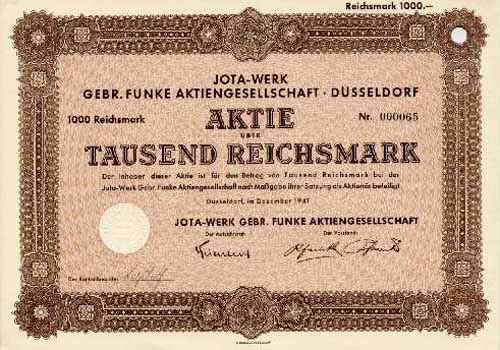 Reichsmark 1000.—
JOTA-WERK
GEBR. FUNKE AKTIENGESELLSCHAFT · DÜSSELDORF
1000 Reichsmark
AKTIE
Nr. 000065
ÜBER
TAUSEND REICHSMARK
Der Inhaber dieser Aktie ist für den Betrag von Tausend Reichsmark bei der
Jota-Werk Gebr. Funke Aktiengesellschaft nach Maßgabe ihrer Satzung als Aktionär beteiligt.
Düsseldorf, im Dezember 1941
JOTA-WERK GEBR. FUNKE AKTIENGESELLSCHAFT
Der Aufsichtsrat:
Der Vorstand:
Der Kontrollbeamte: